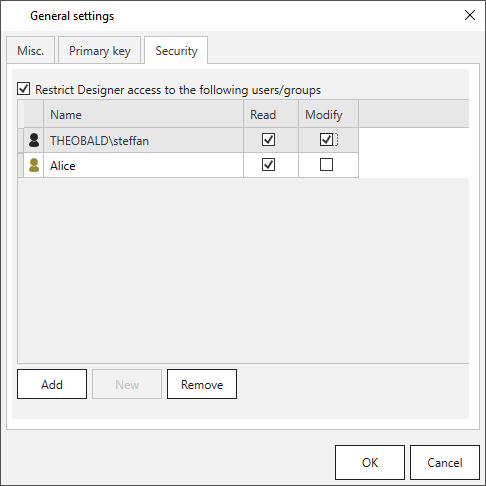 General settings
Misc. Primary key Security
Restrict Designer access to the following users/groups
Name Read Modify
THEOBALD\steffan
Alice
Add New Remove
OK Cancel